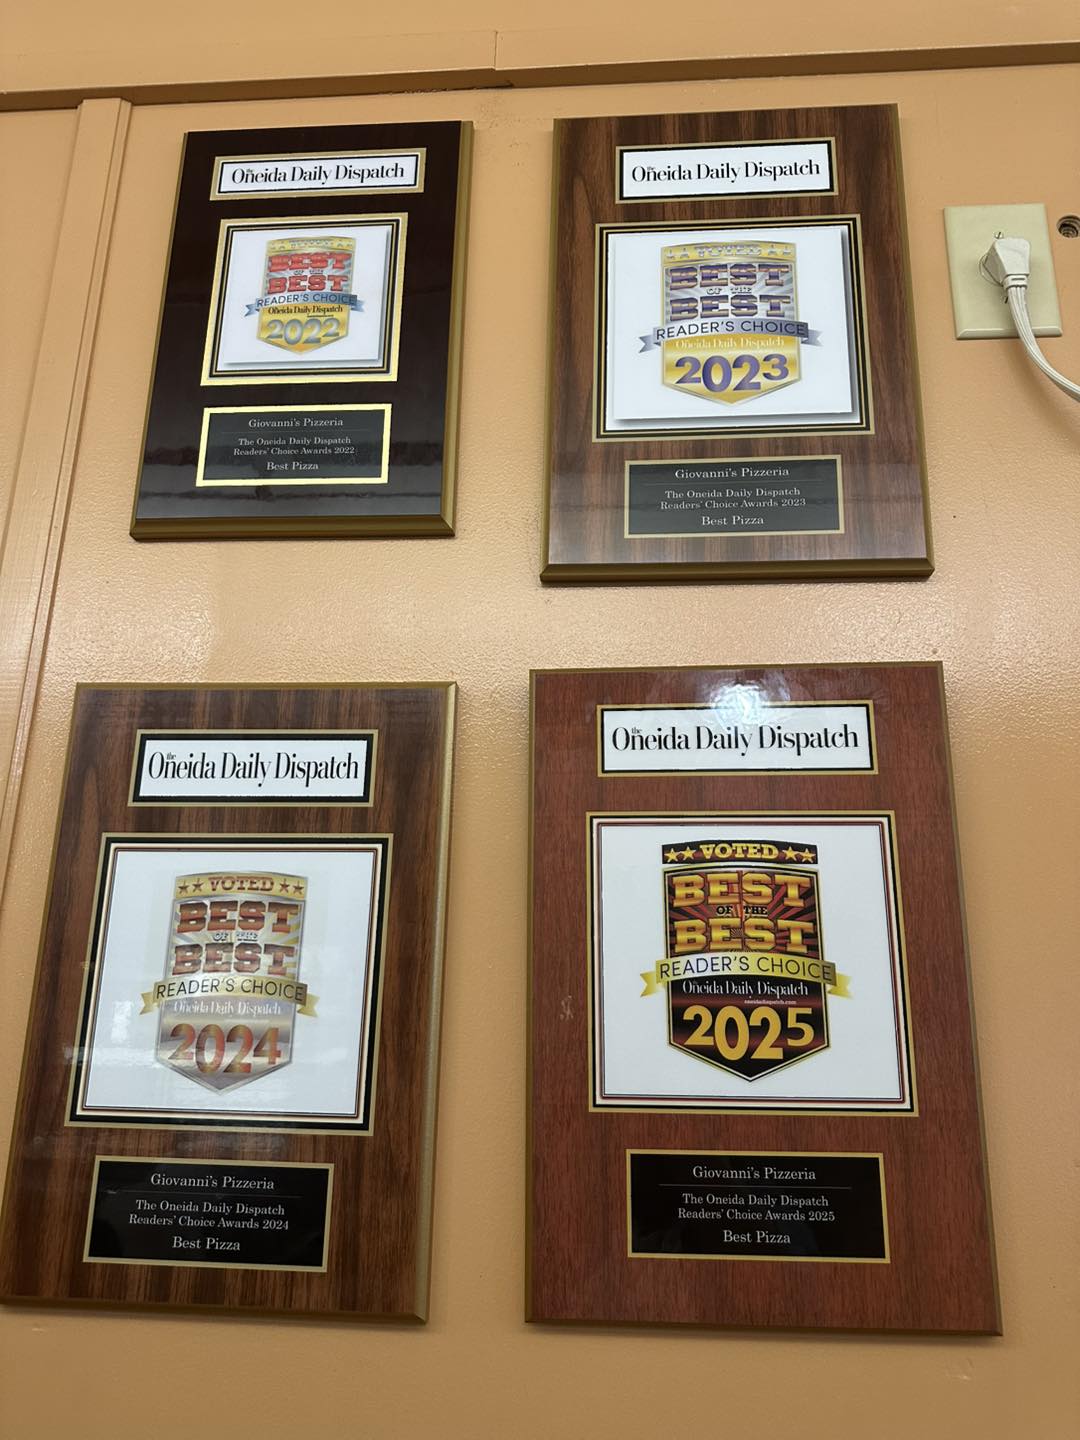 the Oneida Daily Dispatch
VOTED
BEST
OF THE
BEST
READER'S CHOICE
Oneida Daily Dispatch
2022
Giovanni's Pizzeria
The Oneida Daily Dispatch
Readers' Choice Awards 2022
Best Pizza
the Oneida Daily Dispatch
VOTED
BEST
OF THE
BEST
READER'S CHOICE
Oneida Daily Dispatch
2023
Giovanni's Pizzeria
The Oneida Daily Dispatch
Readers' Choice Awards 2023
Best Pizza
the Oneida Daily Dispatch
VOTED
BEST
OF THE
BEST
READER'S CHOICE
Oneida Daily Dispatch
2024
Giovanni's Pizzeria
The Oneida Daily Dispatch
Readers' Choice Awards 2024
Best Pizza
the Oneida Daily Dispatch
VOTED
BEST
OF THE
BEST
READER'S CHOICE
Oneida Daily Dispatch
oneidadispatch.com
2025
Giovanni's Pizzeria
The Oneida Daily Dispatch
Readers' Choice Awards 2025
Best Pizza